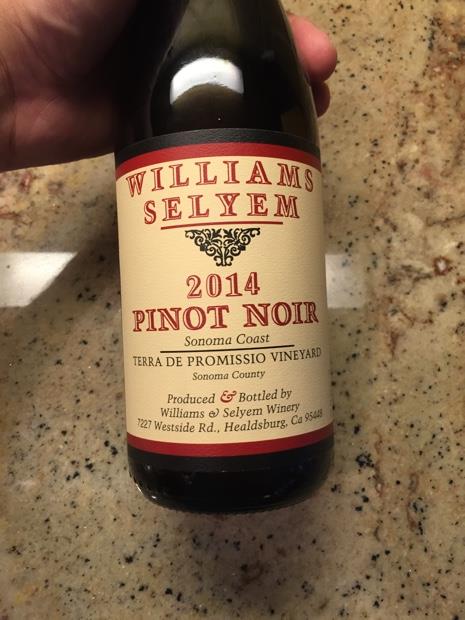 WILLIAMS
SELYEM
2014
PINOT NOIR
Sonoma Coast
TERRA DE PROMISSIO VINEYARD
Sonoma County
Produced & Bottled by
Williams & Selyem Winery
7227 Westside Rd., Healdsburg, Ca 95448